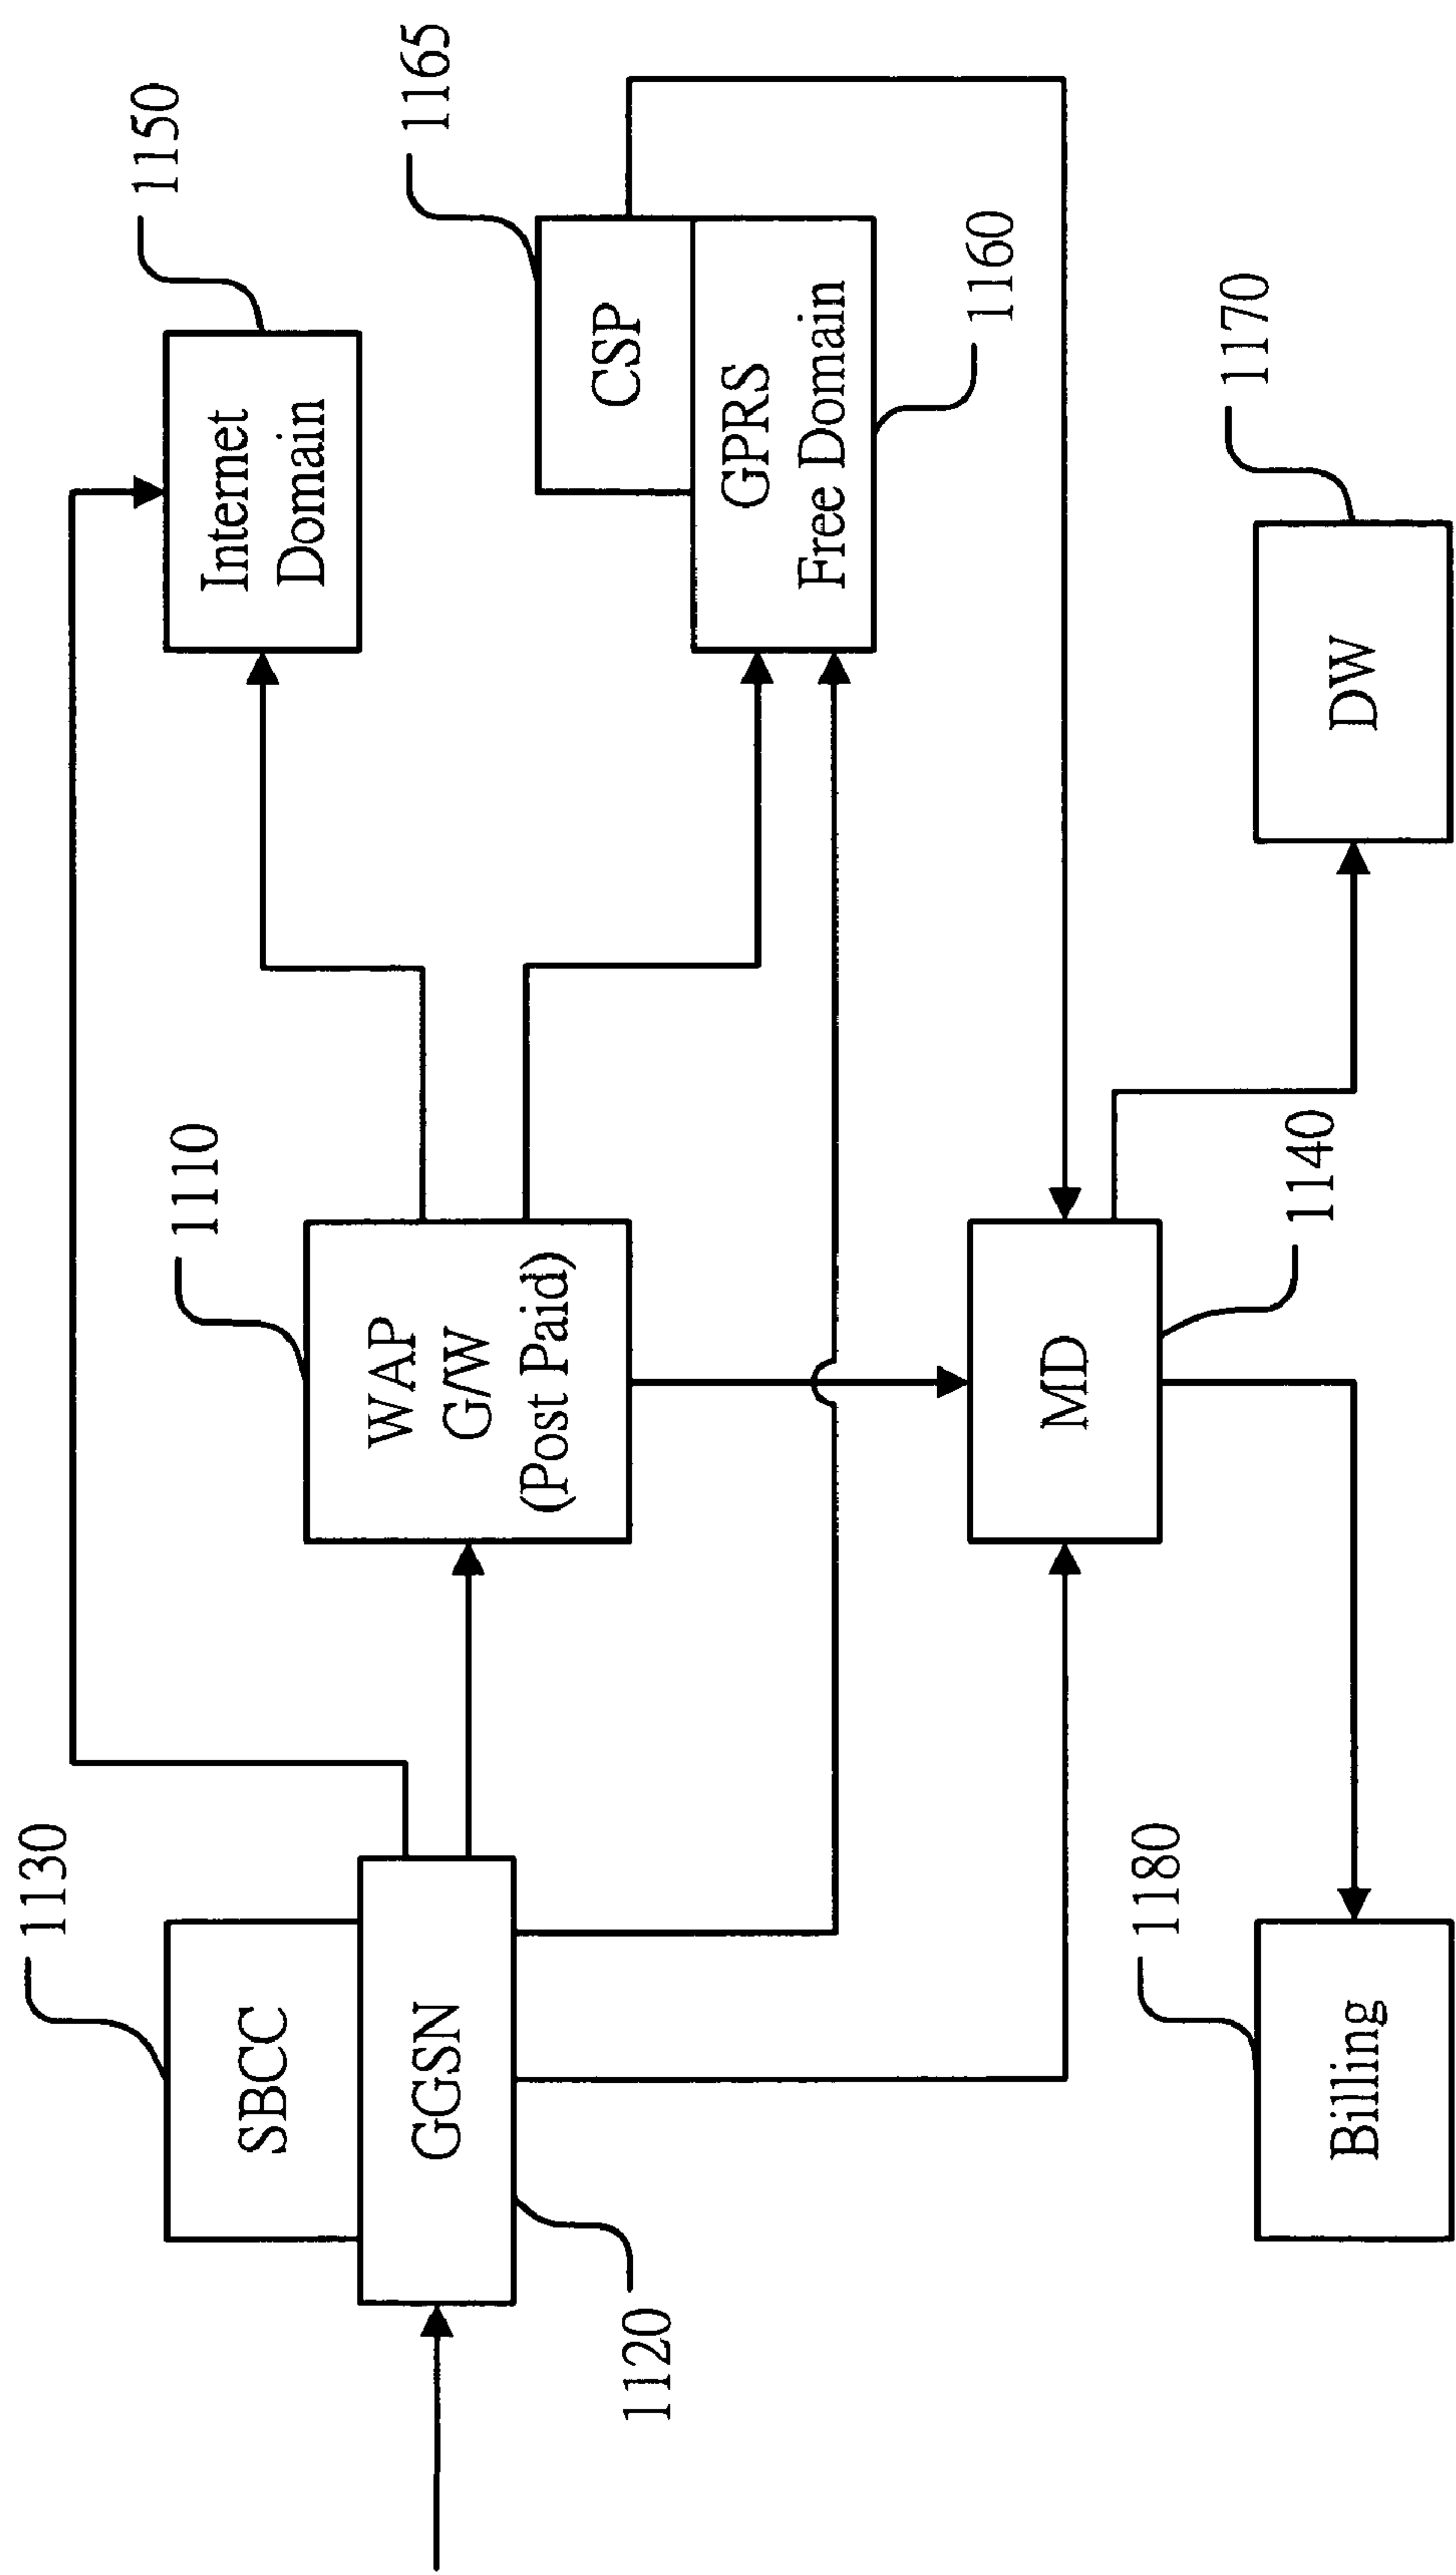 1130
SBCC
GGSN
1120
1110
WAP
G/W
(Post Paid)
1150
Internet
Domain
1165
CSP
GPRS
Free Domain
1160
MD
1140
1180
Billing
1170
DW